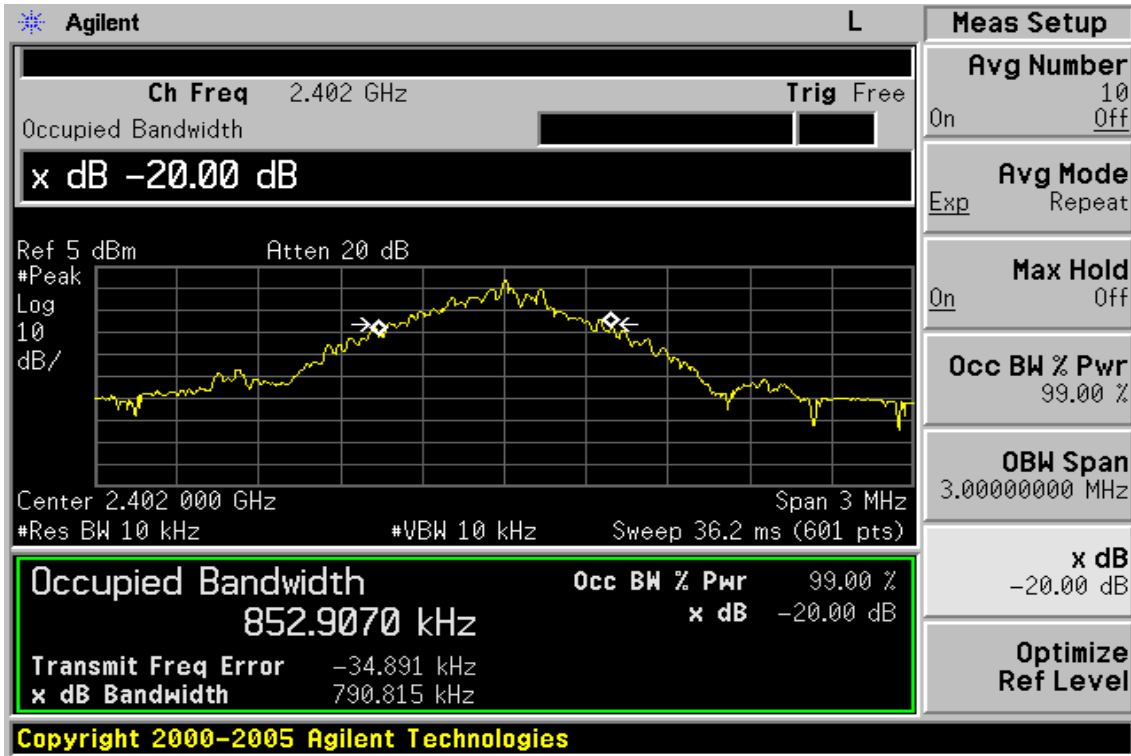 Agilent L
Ch Freq 2.402 GHz Trig Free
Occupied Bandwidth
x dB -20.00 dB
Ref 5 dBm Atten 20 dB
#Peak
Log
10
dB/
Center 2.402 000 GHz Span 3 MHz
#Res BW 10 kHz #VBW 10 kHz Sweep 36.2 ms (601 pts)
Occupied Bandwidth Occ BW % Pwr 99.00 %
852.9070 kHz x dB -20.00 dB
Transmit Freq Error -34.891 kHz
x dB Bandwidth 790.815 kHz
Copyright 2000-2005 Agilent Technologies
Meas Setup
Avg Number
10
On Off
Avg Mode
Exp Repeat
Max Hold
On Off
Occ BW % Pwr
99.00 %
OBW Span
3.00000000 MHz
x dB
-20.00 dB
Optimize
Ref Level